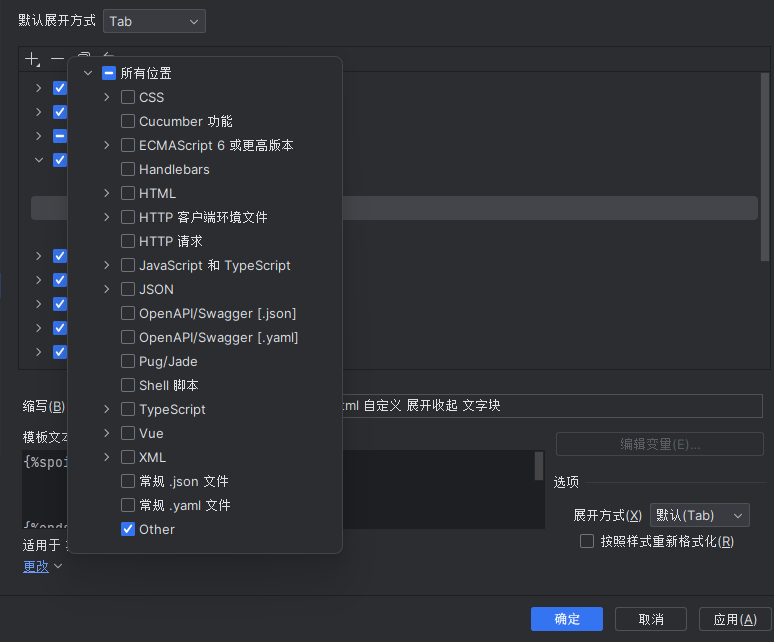 默认展开方式 Tab
所有位置
CSS
Cucumber 功能
ECMAScript 6 或更高版本
Handlebars
HTML
HTTP 客户端环境文件
HTTP 请求
JavaScript 和 TypeScript
JSON
OpenAPI/Swagger [.json]
OpenAPI/Swagger [.yaml]
Pug/Jade
Shell 脚本
TypeScript
Vue
XML
常规 .json 文件
常规 .yaml 文件
Other
缩写(B) 自定义 展开收起 文字块
模板文本 编辑变量(E)...
{%spoi
选项
展开方式(X) 默认(Tab)
适用于 按照样式重新格式化(R)
更改
确定 取消 应用(A)